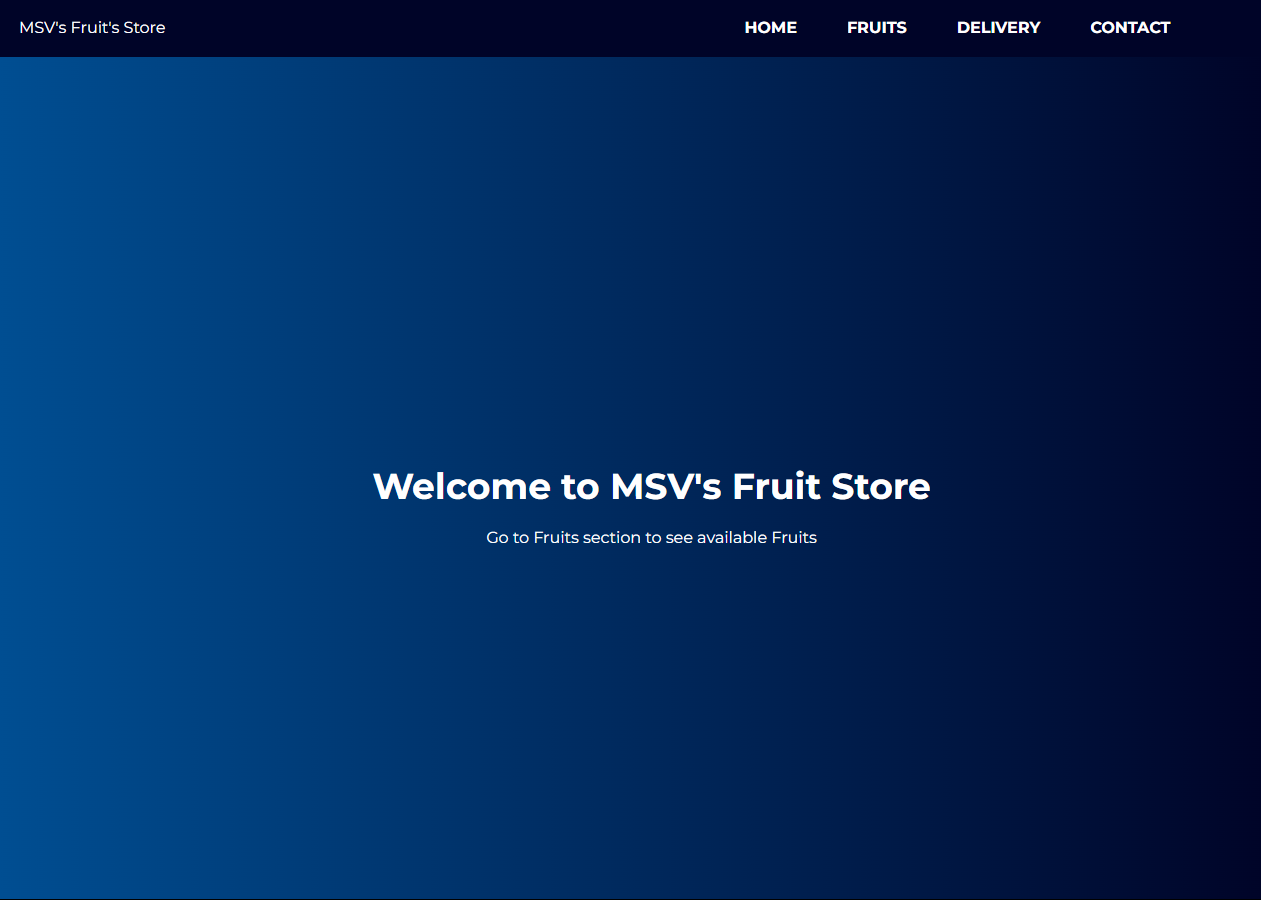 MSV's Fruit's Store
HOME FRUITS DELIVERY CONTACT
Welcome to MSV's Fruit Store
Go to Fruits section to see available Fruits